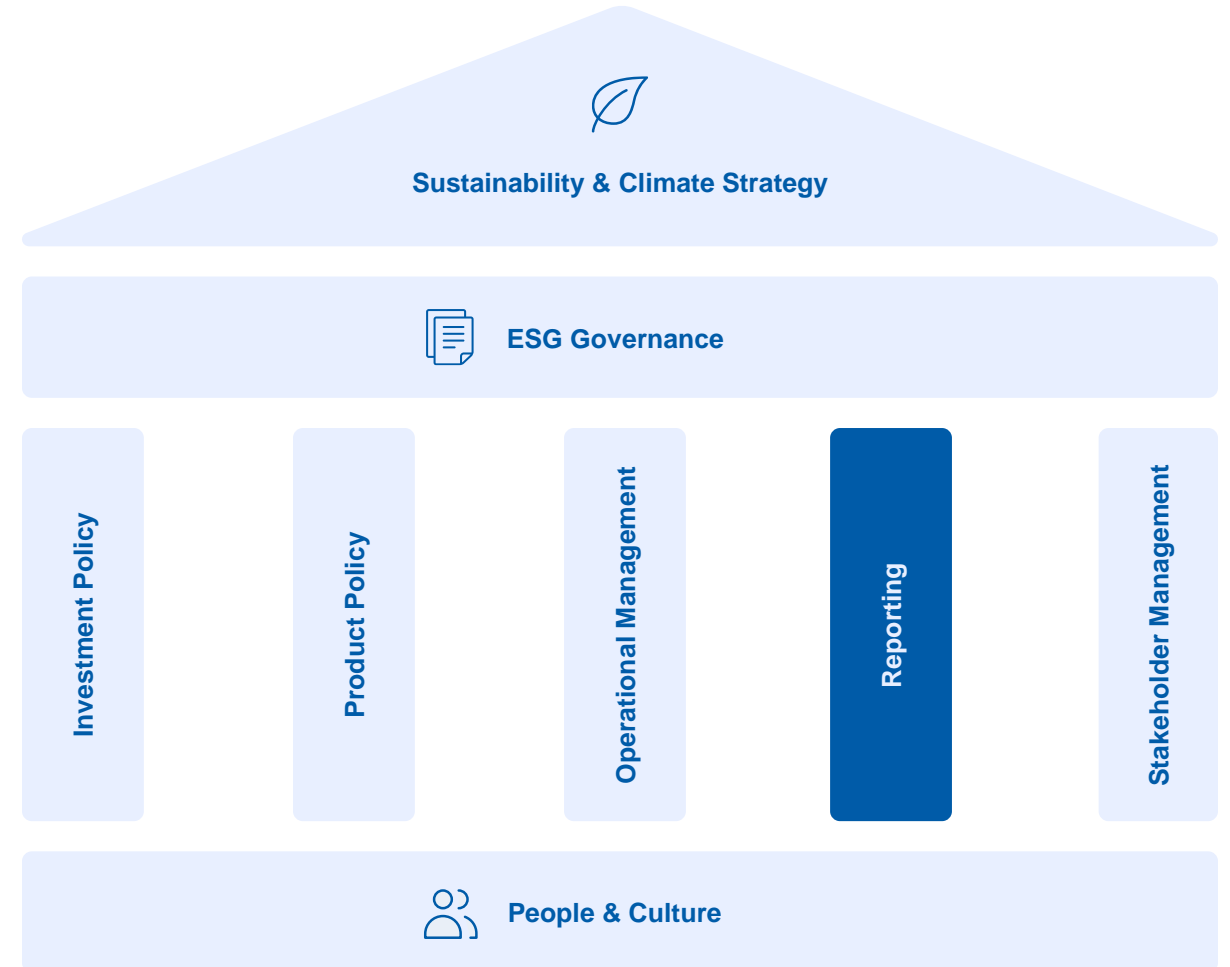 Sustainability & Climate Strategy
ESG Governance
Investment Policy
Product Policy
Operational Management
Reporting
Stakeholder Management
People & Culture